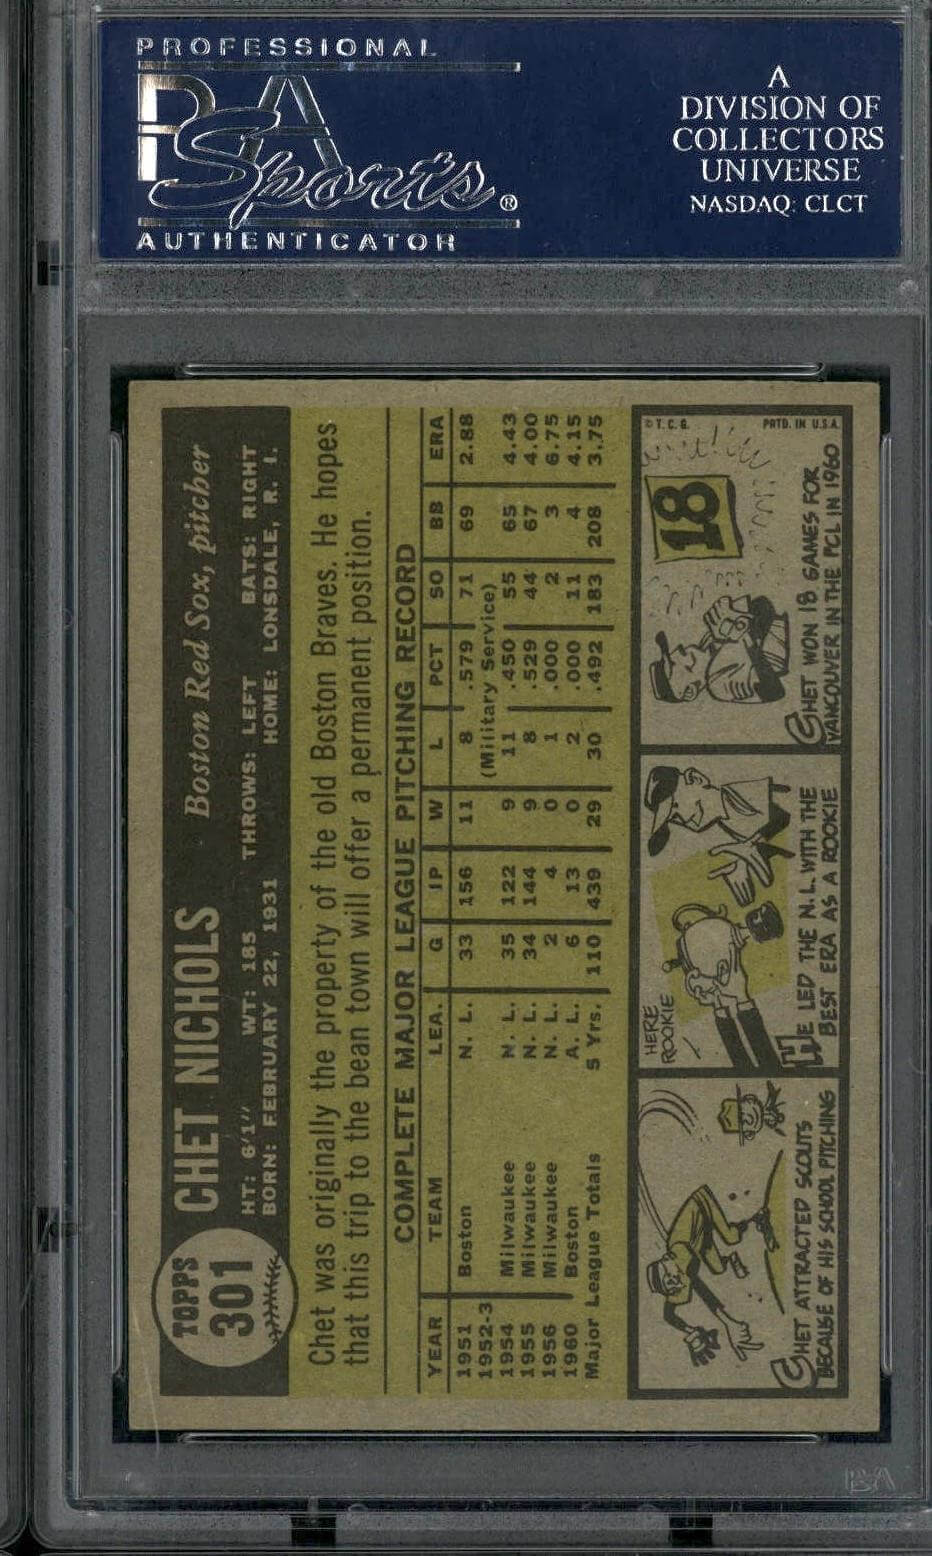 PROFESSIONAL
PSA
Sports®
AUTHENTICATOR
A
DIVISION OF
COLLECTORS
UNIVERSE
NASDAQ: CLCT
TOPPS
301
CHET NICHOLS Boston Red Sox, pitcher
HT: 6'1" WT: 185 THROWS: LEFT BATS: RIGHT
BORN: FEBRUARY 22, 1931 HOME: LONSDALE, R. I.
Chet was originally the property of the old Boston Braves. He hopes
that this trip to the bean town will offer a permanent position.
COMPLETE MAJOR LEAGUE PITCHING RECORD
YEAR TEAM LEA. G IP W L PCT SO BB ERA
1951 Boston N. L. 33 156 11 8 .579 71 69 2.88
1952-3 (Military Service)
1954 Milwaukee N. L. 35 122 9 11 .450 55 65 4.43
1955 Milwaukee N. L. 34 144 9 8 .529 44 67 4.00
1956 Milwaukee N. L. 2 4 0 1 .000 2 3 6.75
1960 Boston A. L. 6 13 0 2 .000 11 4 4.15
Major League Totals 5 Yrs. 110 439 29 30 .492 183 208 3.75
CHET ATTRACTED SCOUTS
BECAUSE OF HIS SCHOOL PITCHING
HERE
ROOKIE
HE LED THE N.L. WITH THE
BEST ERA AS A ROOKIE
©T.C.G. PRTD. IN U.S.A.
18
CHET WON 18 GAMES FOR
VANCOUVER IN THE PCL IN 1960
PSA